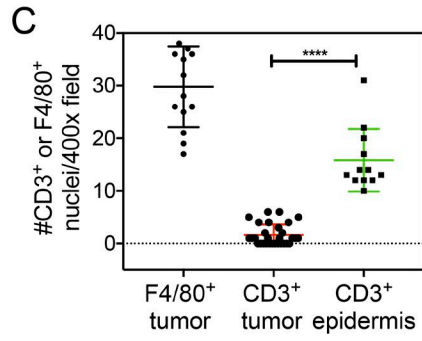 C
#CD3⁺ or F4/80⁺
nuclei/400x field
40
30
20
10
0
****
F4/80⁺
tumor
CD3⁺
tumor
CD3⁺
epidermis